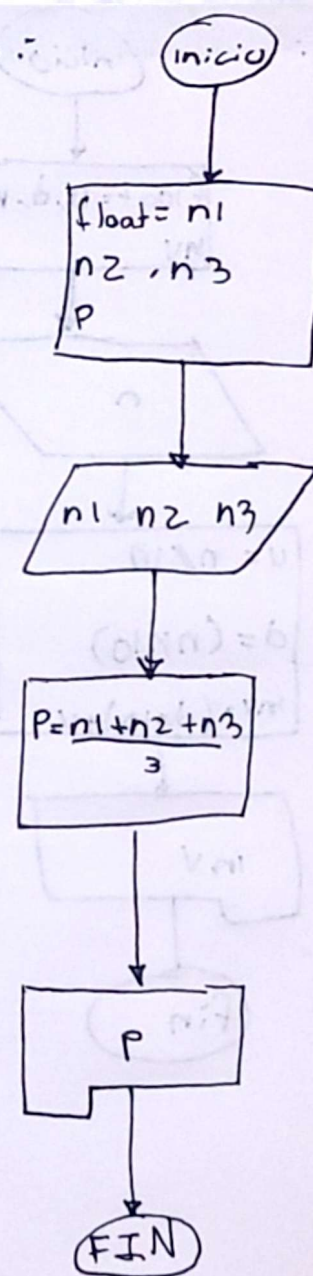 inicio
float = n1
n2, n3
P
n1 n2 n3
P = n1+n2+n3
3
P
FIN